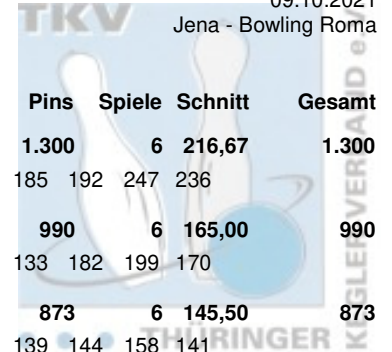 09.10.2021
TKV
Jena - Bowling Roma
Pins Spiele Schnitt Gesamt
1.300 6 216,67 1.300
185 192 247 236
990 6 165,00 990
133 182 199 170
873 6 145,50 873
139 144 158 141
THÜRINGER
KEGLERVERBAND e.V.